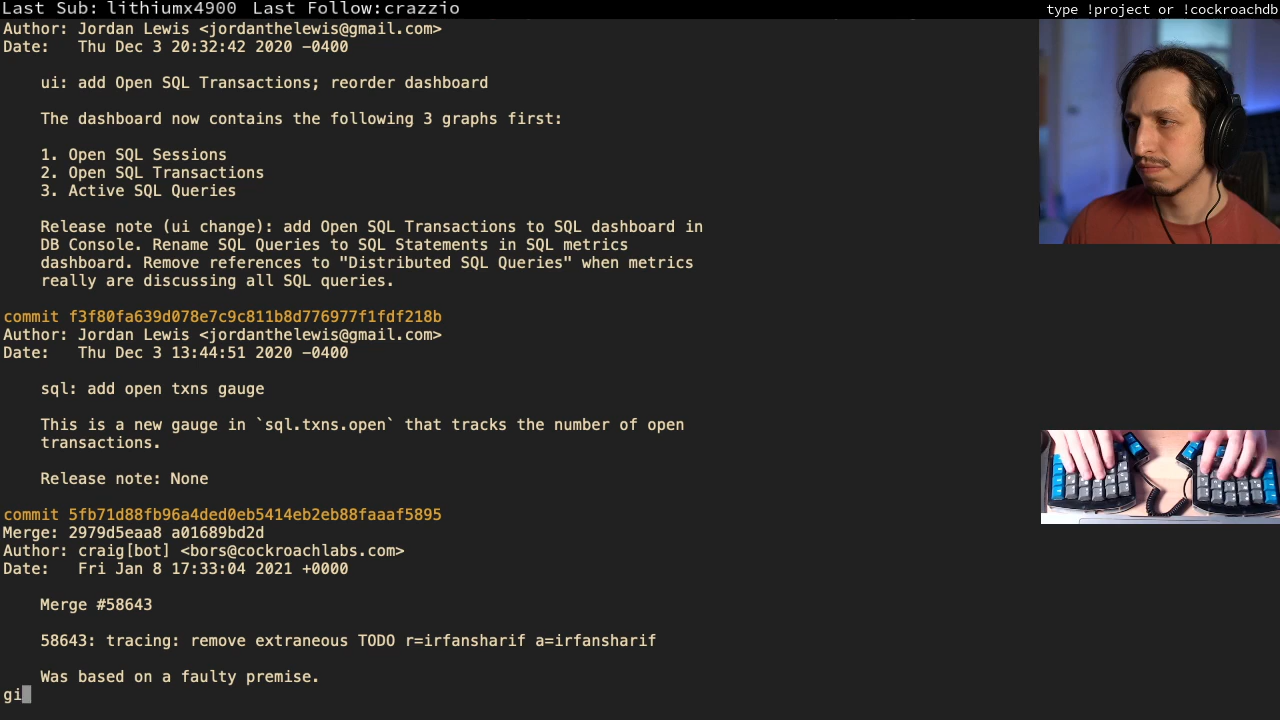 Last Sub: lithiumx4900 Last Follow:crazzio
type !project or !cockroachdb
Author: Jordan Lewis <jordanthelewis@gmail.com>
Date:   Thu Dec 3 20:32:42 2020 -0400
ui: add Open SQL Transactions; reorder dashboard
The dashboard now contains the following 3 graphs first:
1. Open SQL Sessions
2. Open SQL Transactions
3. Active SQL Queries
Release note (ui change): add Open SQL Transactions to SQL dashboard in
DB Console. Rename SQL Queries to SQL Statements in SQL metrics
dashboard. Remove references to "Distributed SQL Queries" when metrics
really are discussing all SQL queries.
commit f3f80fa639d078e7c9c811b8d776977f1fdf218b
Author: Jordan Lewis <jordanthelewis@gmail.com>
Date:   Thu Dec 3 13:44:51 2020 -0400
sql: add open txns gauge
This is a new gauge in `sql.txns.open` that tracks the number of open
transactions.
Release note: None
commit 5fb71d88fb96a4ded0eb5414eb2eb88faaaf5895
Merge: 2979d5eaa8 a01689bd2d
Author: craig[bot] <bors@cockroachlabs.com>
Date:   Fri Jan 8 17:33:04 2021 +0000
Merge #58643
58643: tracing: remove extraneous TODO r=irfansharif a=irfansharif
Was based on a faulty premise.
gi